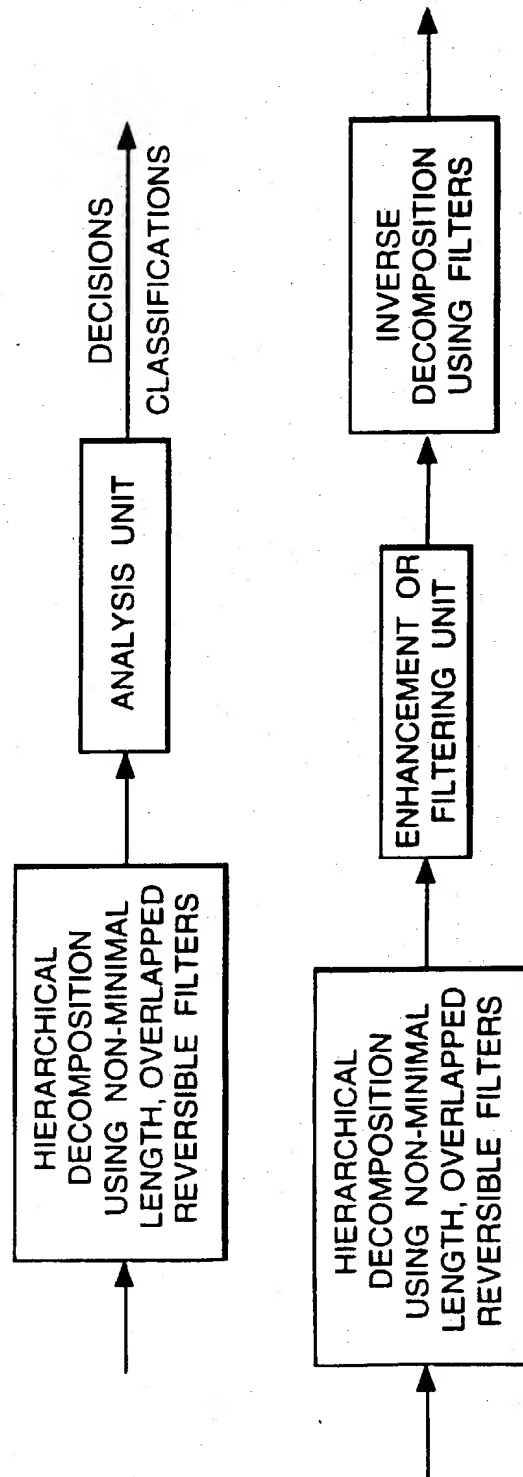 HIERARCHICAL
DECOMPOSITION
USING NON-MINIMAL
LENGTH, OVERLAPPED
REVERSIBLE FILTERS
ANALYSIS UNIT
DECISIONS
CLASSIFICATIONS
HIERARCHICAL
DECOMPOSITION
USING NON-MINIMAL
LENGTH, OVERLAPPED
REVERSIBLE FILTERS
ENHANCEMENT OR
FILTERING UNIT
INVERSE
DECOMPOSITION
USING FILTERS